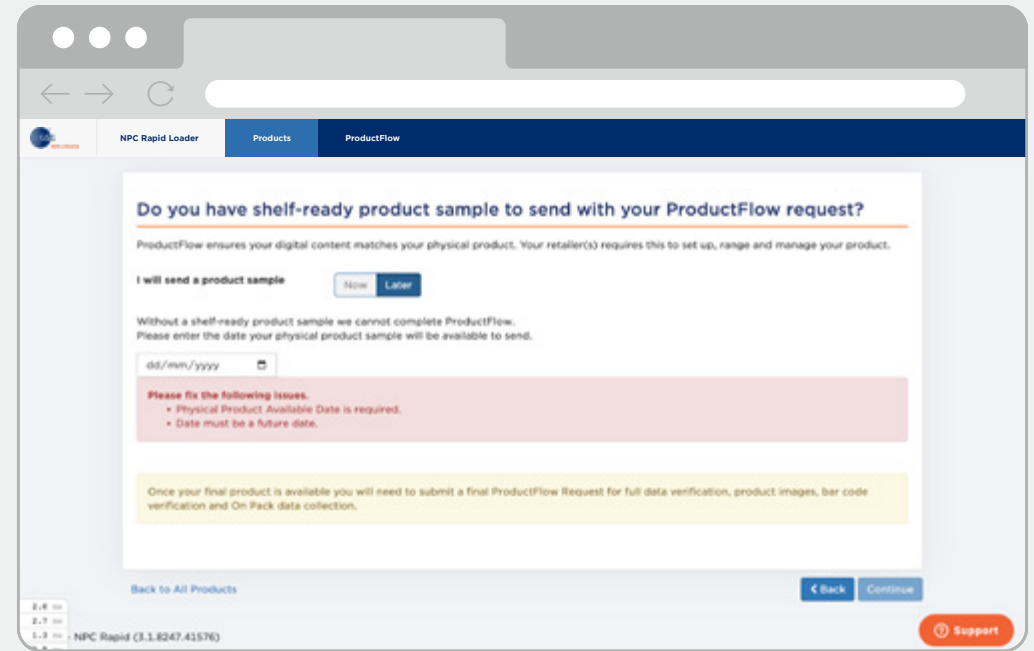 NPC Rapid Loader
Products
ProductFlow
Do you have shelf-ready product sample to send with your ProductFlow request?
ProductFlow ensures your digital content matches your physical product. Your retailer(s) requires this to set up, range and manage your product.
I will send a product sample
Now Later
Without a shelf-ready product sample we cannot complete ProductFlow.
Please enter the date your physical product sample will be available to send.
dd/mm/yyyy
Please fix the following issues.
• Physical Product Available Date is required.
• Date must be a future date.
Once your final product is available you will need to submit a final ProductFlow Request for full data verification, product images, bar code
verification and On Pack data collection.
Back to All Products
Back Continue
2.7
1.3
- NPC Rapid (3.1.8247.41576)
Support